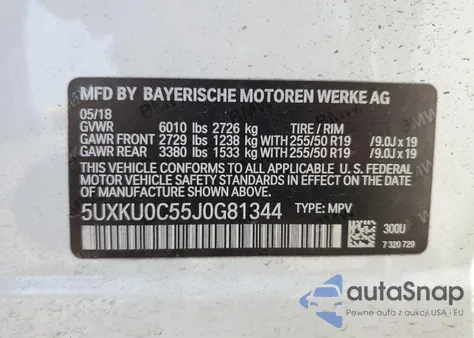 MFD BY BAYERISCHE MOTOREN WERKE AG
05/18
GVWR 6010 lbs 2726 kg TIRE / RIM
GAWR FRONT 2729 lbs 1238 kg WITH 255/50 R19 /9.0J x 19
GAWR REAR 3380 lbs 1533 kg WITH 255/50 R19 /9.0J x 19
THIS VEHICLE CONFORMS TO ALL APPLICABLE U.S. FEDERAL
MOTOR VEHICLE SAFETY STANDARDS IN EFFECT ON THE
DATE OF MANUFACTURE SHOWN ABOVE.
5UXKU0C55J0G81344 TYPE: MPV
300U
7 320 729
autoSnap
Pewne auta z aukcji USA i EU